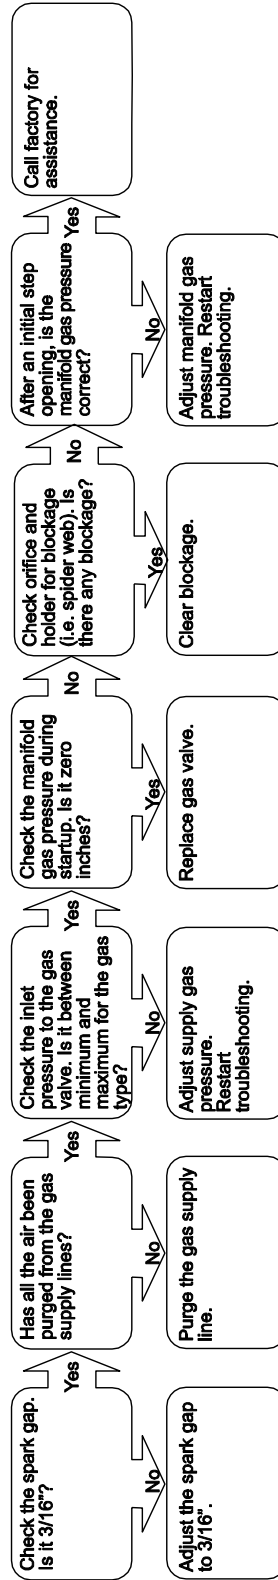 Check the spark gap.
Is it 3/16"?
Yes
No
Adjust the spark gap
to 3/16".
Has all the air been
purged from the gas
supply lines?
Yes
No
Purge the gas supply
line.
Check the inlet
pressure to the gas
valve. Is it between
minimum and
maximum for the gas
type?
Yes
No
Adjust supply gas
pressure.
Restart
troubleshooting.
Check the manifold
gas pressure during
startup. Is it zero
inches?
No
Yes
Replace gas valve.
Check orifice and
holder for blockage
(i.e. spider web). Is
there any blockage?
No
Yes
Clear blockage.
After an initial step
opening, is the
manifold gas pressure
correct?
Yes
No
Adjust manifold gas
pressure. Restart
troubleshooting.
Call factory for
assistance.